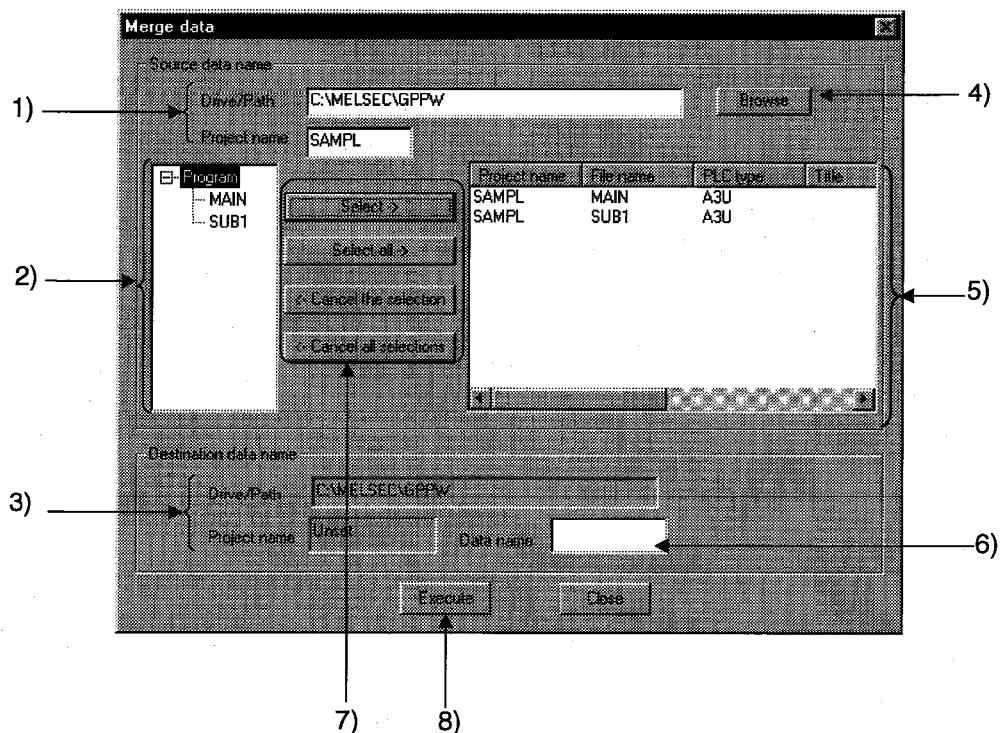 Merge data
Source data name
1)
Drive/Path
C:\MELSEC\GPPW
Browse
4)
Project name
SAMPL
2)
Program
MAIN
SUB1
Select >
Select all >
<- Cancel the selection
<- Cancel all selections
Project name File name PLC type Title
SAMPL MAIN A3U
SAMPL SUB1 A3U
5)
Destination data name
3)
Drive/Path
C:\MELSEC\GPPW
Project name
Unset
Data name
6)
Execute
Close
7)
8)